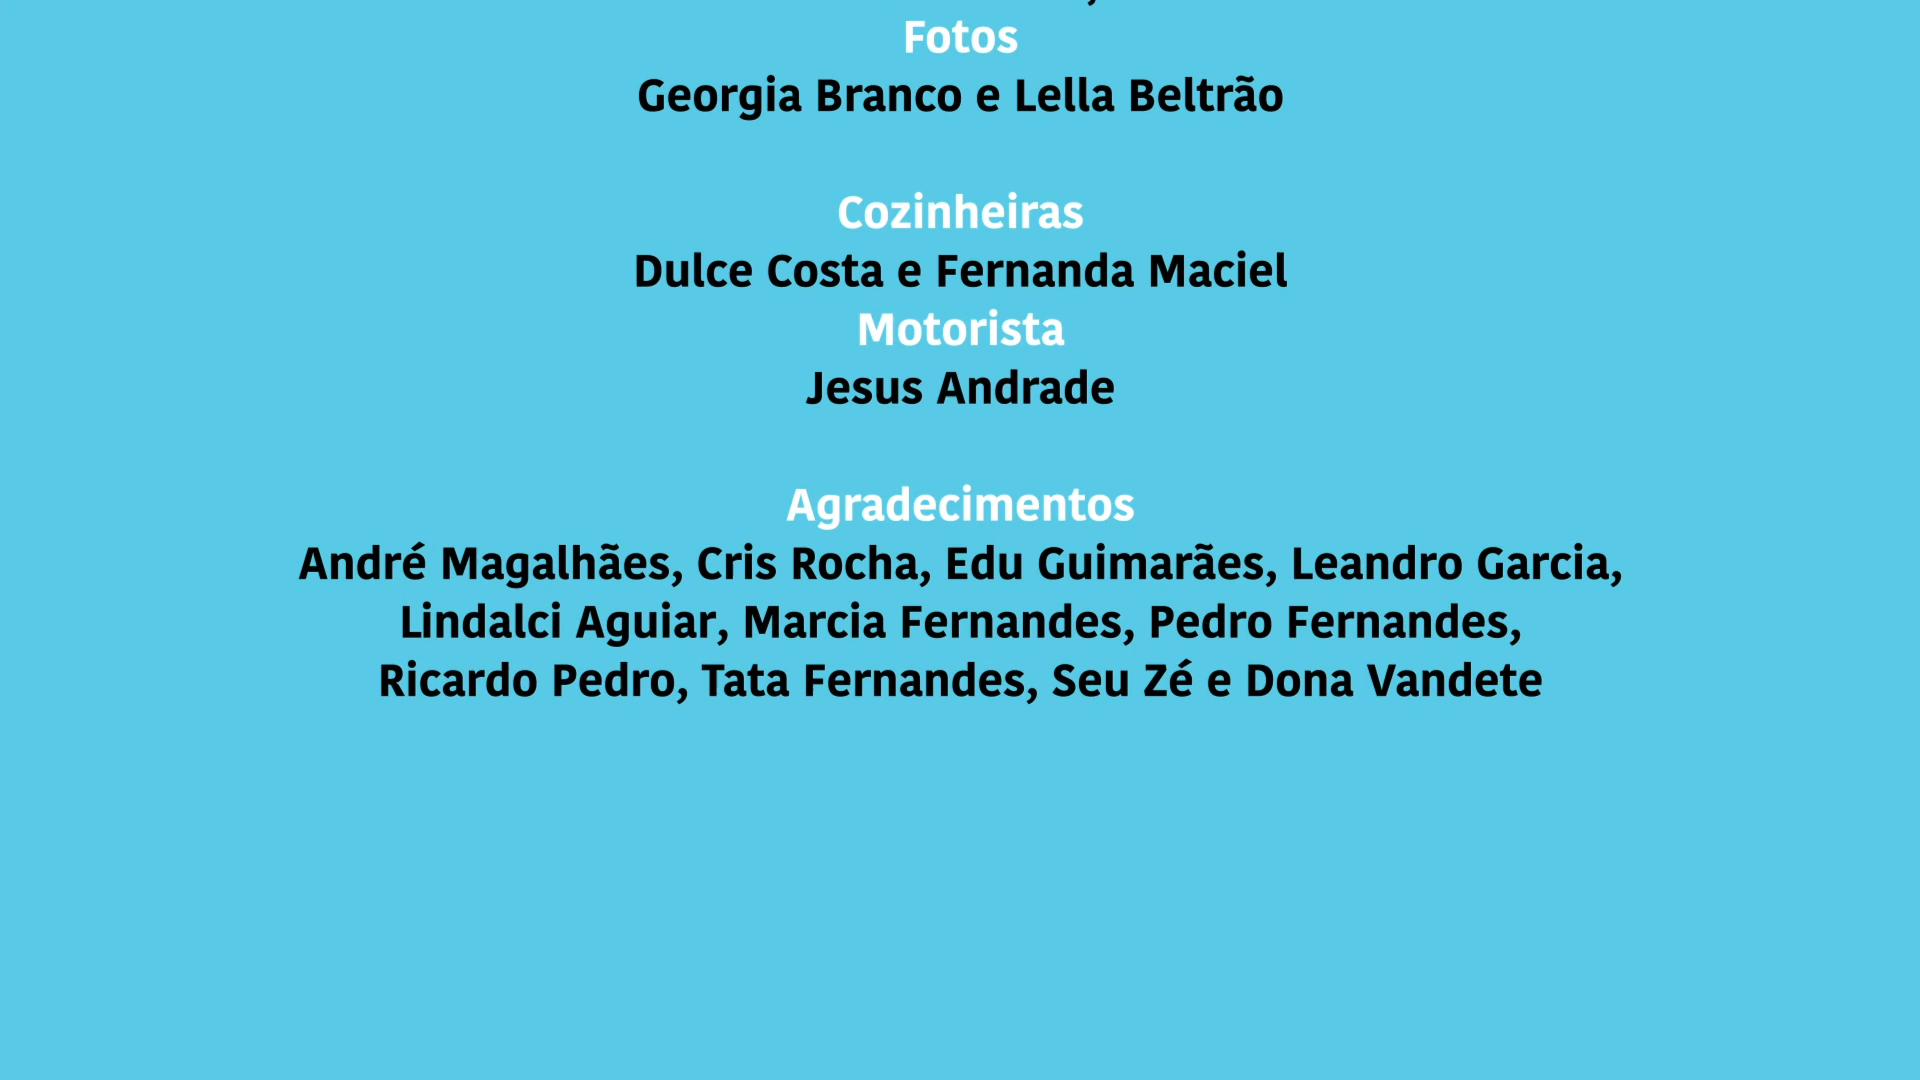 Fotos
Georgia Branco e Lella Beltrão
Cozinheiras
Dulce Costa e Fernanda Maciel
Motorista
Jesus Andrade
Agradecimentos
André Magalhães, Cris Rocha, Edu Guimarães, Leandro Garcia,
Lindalci Aguiar, Marcia Fernandes, Pedro Fernandes,
Ricardo Pedro, Tata Fernandes, Seu Zé e Dona Vandete